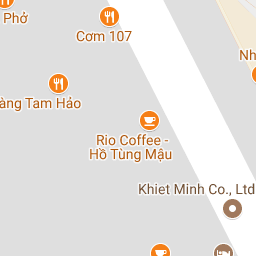 Phở
Cơm 107
Nh
àng Tam Hảo
Rio Coffee -
Hồ Tùng Mậu
Khiet Minh Co., Ltd